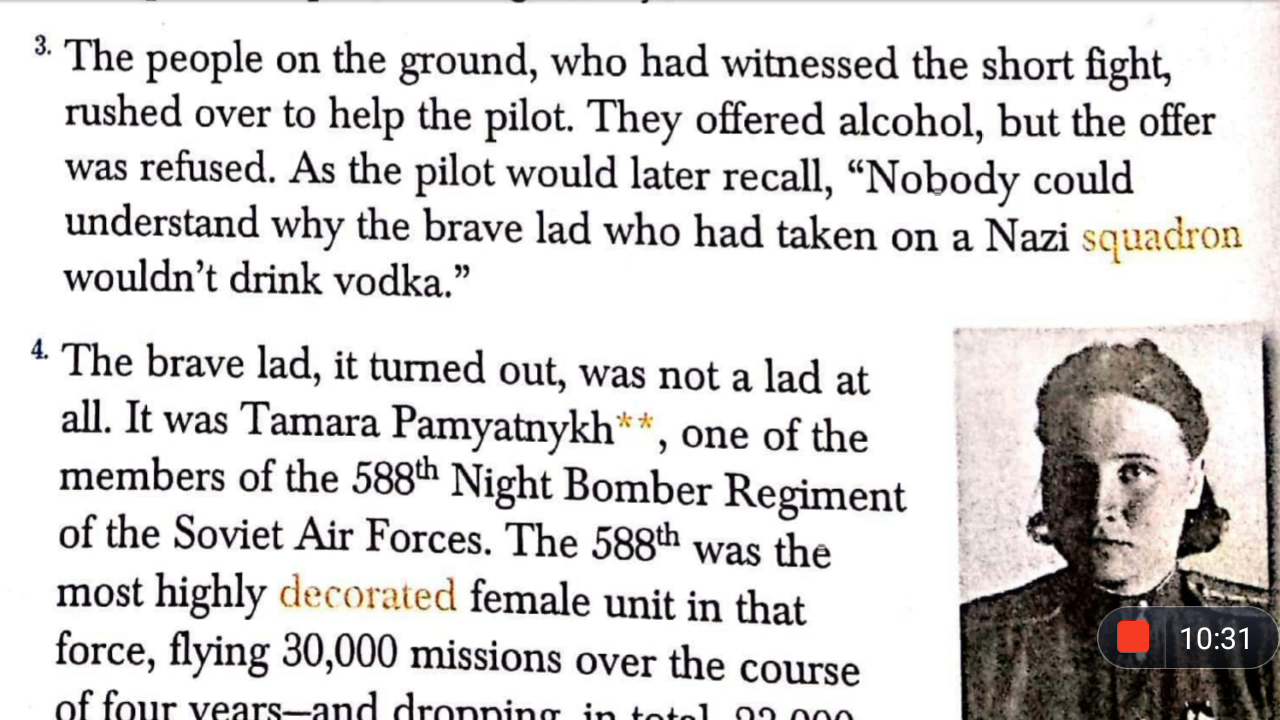 3. The people on the ground, who had witnessed the short fight,
rushed over to help the pilot. They offered alcohol, but the offer
was refused. As the pilot would later recall, “Nobody could
understand why the brave lad who had taken on a Nazi squadron
wouldn’t drink vodka.”
4. The brave lad, it turned out, was not a lad at
all. It was Tamara Pamyatnykh**, one of the
members of the 588th Night Bomber Regiment
of the Soviet Air Forces. The 588th was the
most highly decorated female unit in that
force, flying 30,000 missions over the course
10:31
of four years—and dropping, in total